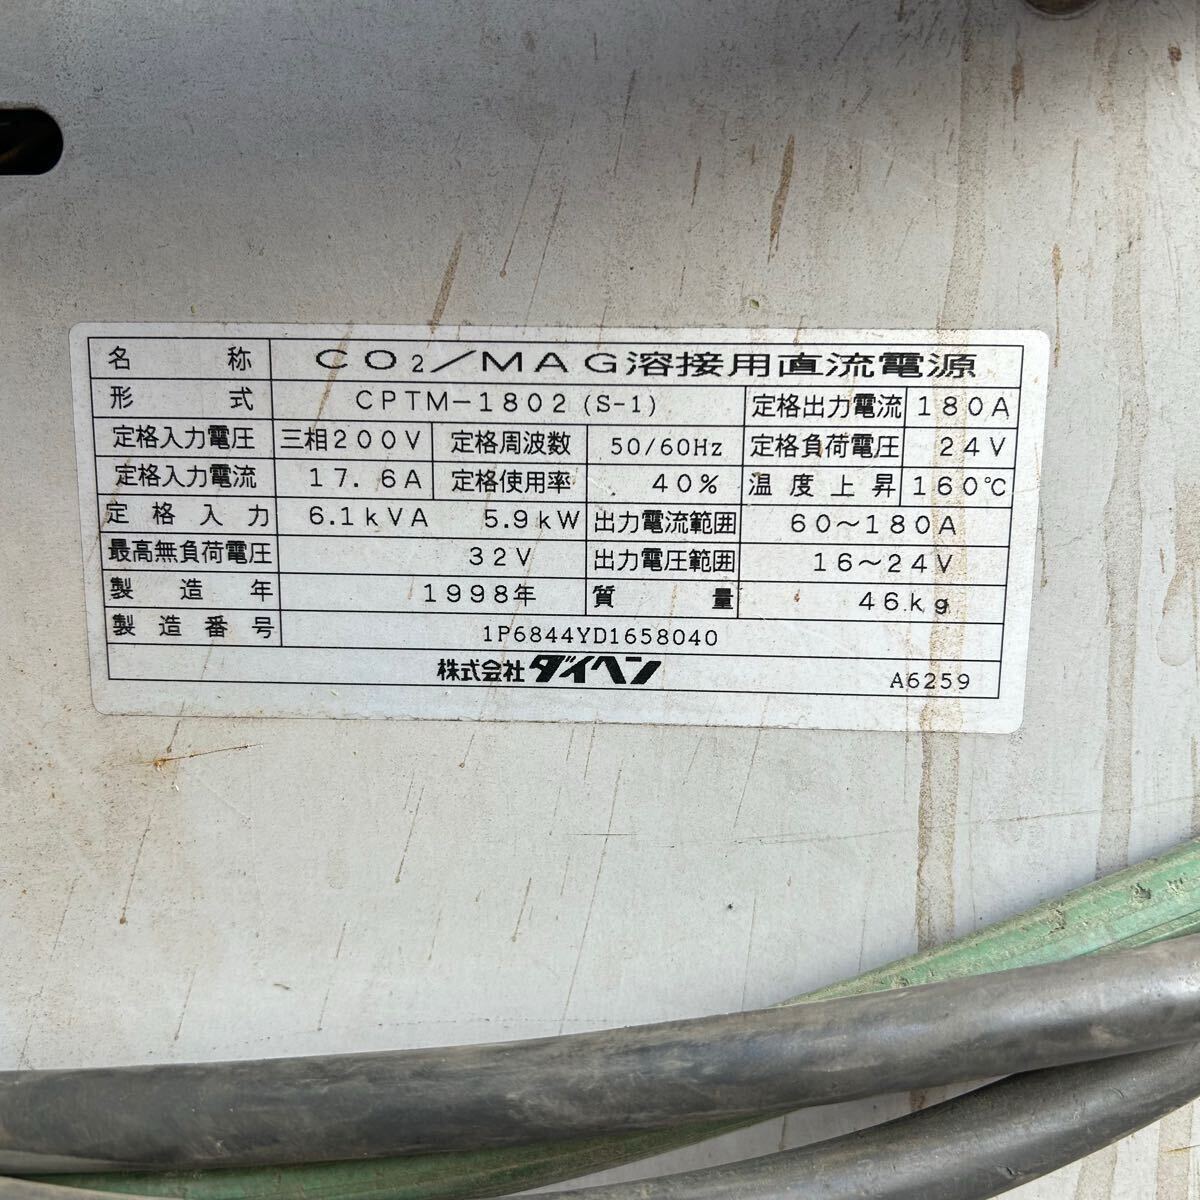 名称 CO2/MAG溶接用直流電源
形式 CPTM-1802(S-1) 定格出力電流 180A
定格入力電圧 三相200V 定格周波数 50/60Hz 定格負荷電圧 24V
定格入力電流 17.6A 定格使用率 40% 温度上昇 160℃
定格入力 6.1kVA 5.9kW 出力電流範囲 60~180A
最高無負荷電圧 32V 出力電圧範囲 16~24V
製造年 1998年 質量 46kg
製造番号 1P6844YD1658040
株式会社ダイヘン A6259